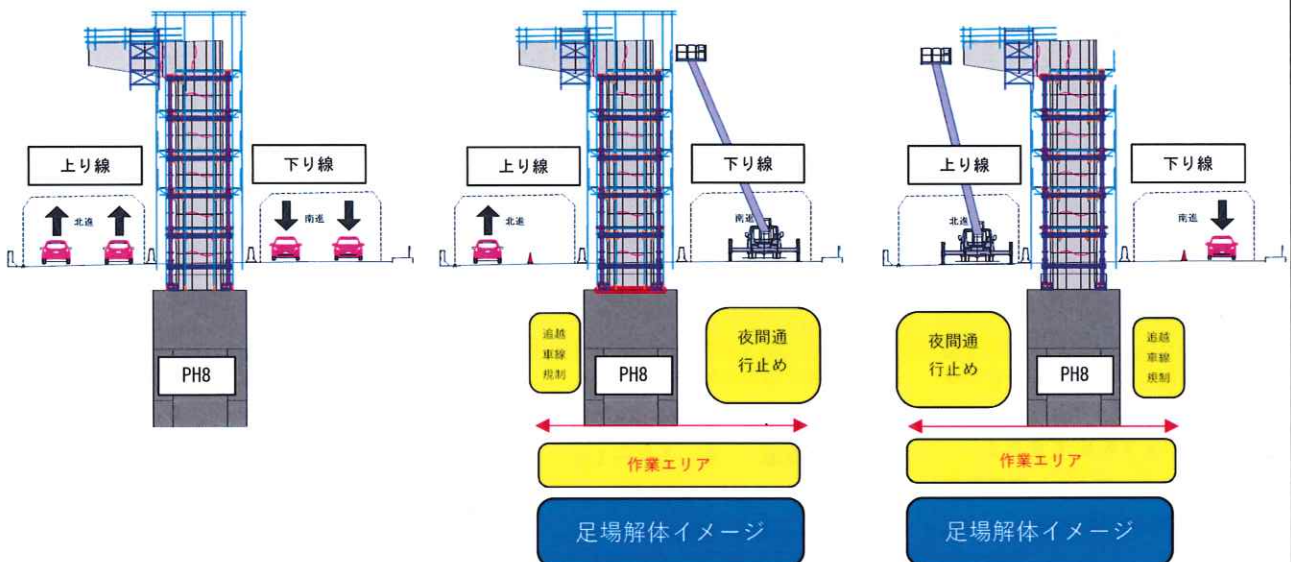 上り線
下り線
北進
南進
PH8
上り線
下り線
北進
南進
追越
車線
規制
PH8
夜間通
行止め
作業エリア
足場解体イメージ
上り線
下り線
北進
南進
夜間通
行止め
PH8
追越
車線
規制
作業エリア
足場解体イメージ